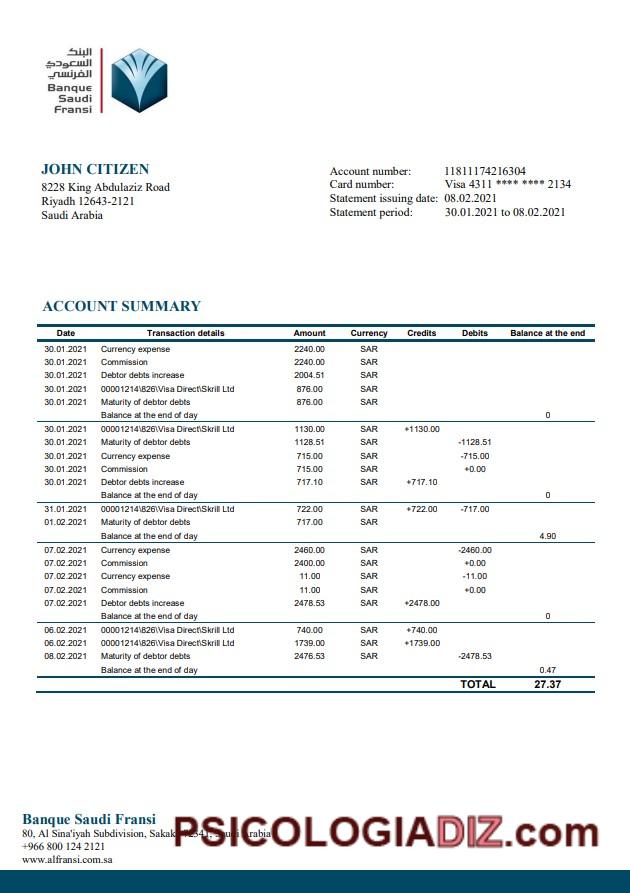 البنك
السعودي
الفرنسي
Banque
Saudi
Fransi
JOHN CITIZEN
8228 King Abdulaziz Road
Riyadh 12643-2121
Saudi Arabia
Account number: 11811174216304
Card number: Visa 4311 **** **** 2134
Statement issuing date: 08.02.2021
Statement period: 30.01.2021 to 08.02.2021
ACCOUNT SUMMARY
Date Transaction details Amount Currency Credits Debits Balance at the end
30.01.2021 Currency expense 2240.00 SAR
30.01.2021 Commission 2240.00 SAR
30.01.2021 Debtor debts increase 2004.51 SAR
30.01.2021 00001214\826\Visa Direct\Skrill Ltd 876.00 SAR
30.01.2021 Maturity of debtor debts 876.00 SAR
Balance at the end of day 0
30.01.2021 00001214\826\Visa Direct\Skrill Ltd 1130.00 SAR +1130.00
30.01.2021 Maturity of debtor debts 1128.51 SAR -1128.51
30.01.2021 Currency expense 715.00 SAR -715.00
30.01.2021 Commission 715.00 SAR +0.00
30.01.2021 Debtor debts increase 717.10 SAR +717.10
Balance at the end of day 0
31.01.2021 00001214\826\Visa Direct\Skrill Ltd 722.00 SAR +722.00 -717.00
01.02.2021 Maturity of debtor debts 717.00 SAR
Balance at the end of day 4.90
07.02.2021 Currency expense 2460.00 SAR -2460.00
07.02.2021 Commission 2400.00 SAR +0.00
07.02.2021 Currency expense 11.00 SAR -11.00
07.02.2021 Commission 11.00 SAR +0.00
07.02.2021 Debtor debts increase 2478.53 SAR +2478.00
Balance at the end of day 0
06.02.2021 00001214\826\Visa Direct\Skrill Ltd 740.00 SAR +740.00
06.02.2021 00001214\826\Visa Direct\Skrill Ltd 1739.00 SAR +1739.00
08.02.2021 Maturity of debtor debts 2476.53 SAR -2478.53
Balance at the end of day 0.47
TOTAL 27.37
Banque Saudi Fransi
80, Al Sina'iyah Subdivision, Arabia
+966 800 124 2121
www.alfransi.com.sa
PSICOLOGIADIZ.com